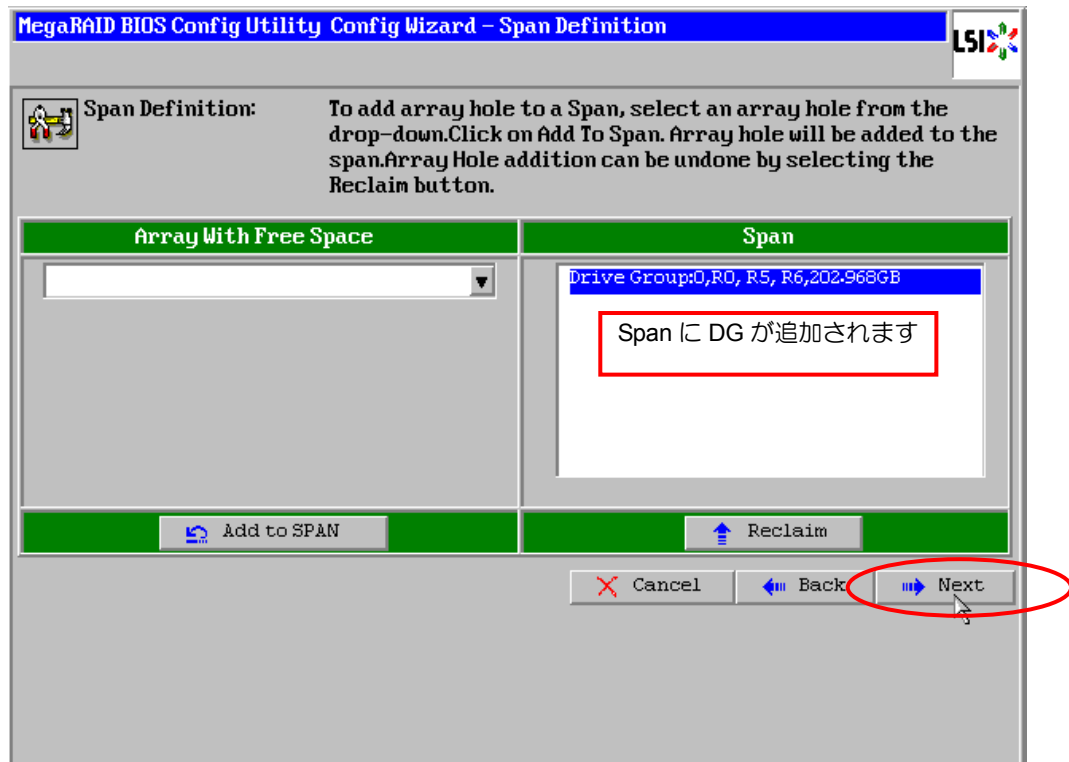 MegaRAID BIOS Config Utility Config Wizard – Span Definition
LSI
Span Definition:
To add array hole to a Span, select an array hole from the
drop-down.Click on Add To Span. Array hole will be added to the
span.Array Hole addition can be undone by selecting the
Reclaim button.
Array With Free Space
Span
Drive Group:0,R0, R5, R6,202.968GB
Span に DG が追加されます
Add to SPAN
Reclaim
Cancel
Back
Next